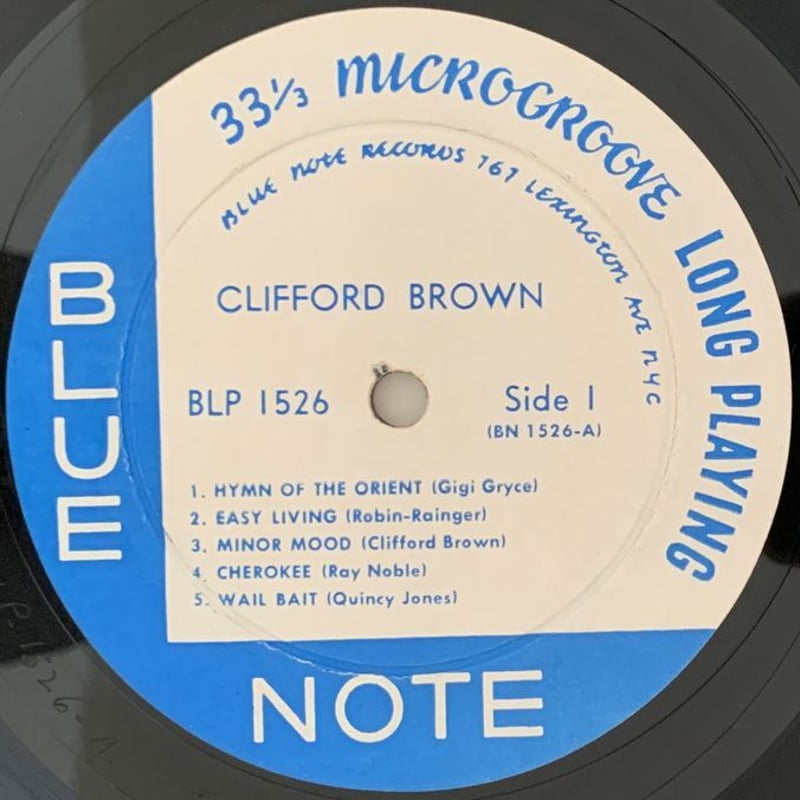 33⅓ MICROGROOVE LONG PLAYING
BLUE NOTE RECORDS 767 LEXINGTON AVE NYC
CLIFFORD BROWN
BLP 1526
Side 1
(BN 1526-A)
1. HYMN OF THE ORIENT (Gigi Gryce)
2. EASY LIVING (Robin-Rainger)
3. MINOR MOOD (Clifford Brown)
4. CHEROKEE (Ray Noble)
5. WAIL BAIT (Quincy Jones)
BLUE
NOTE